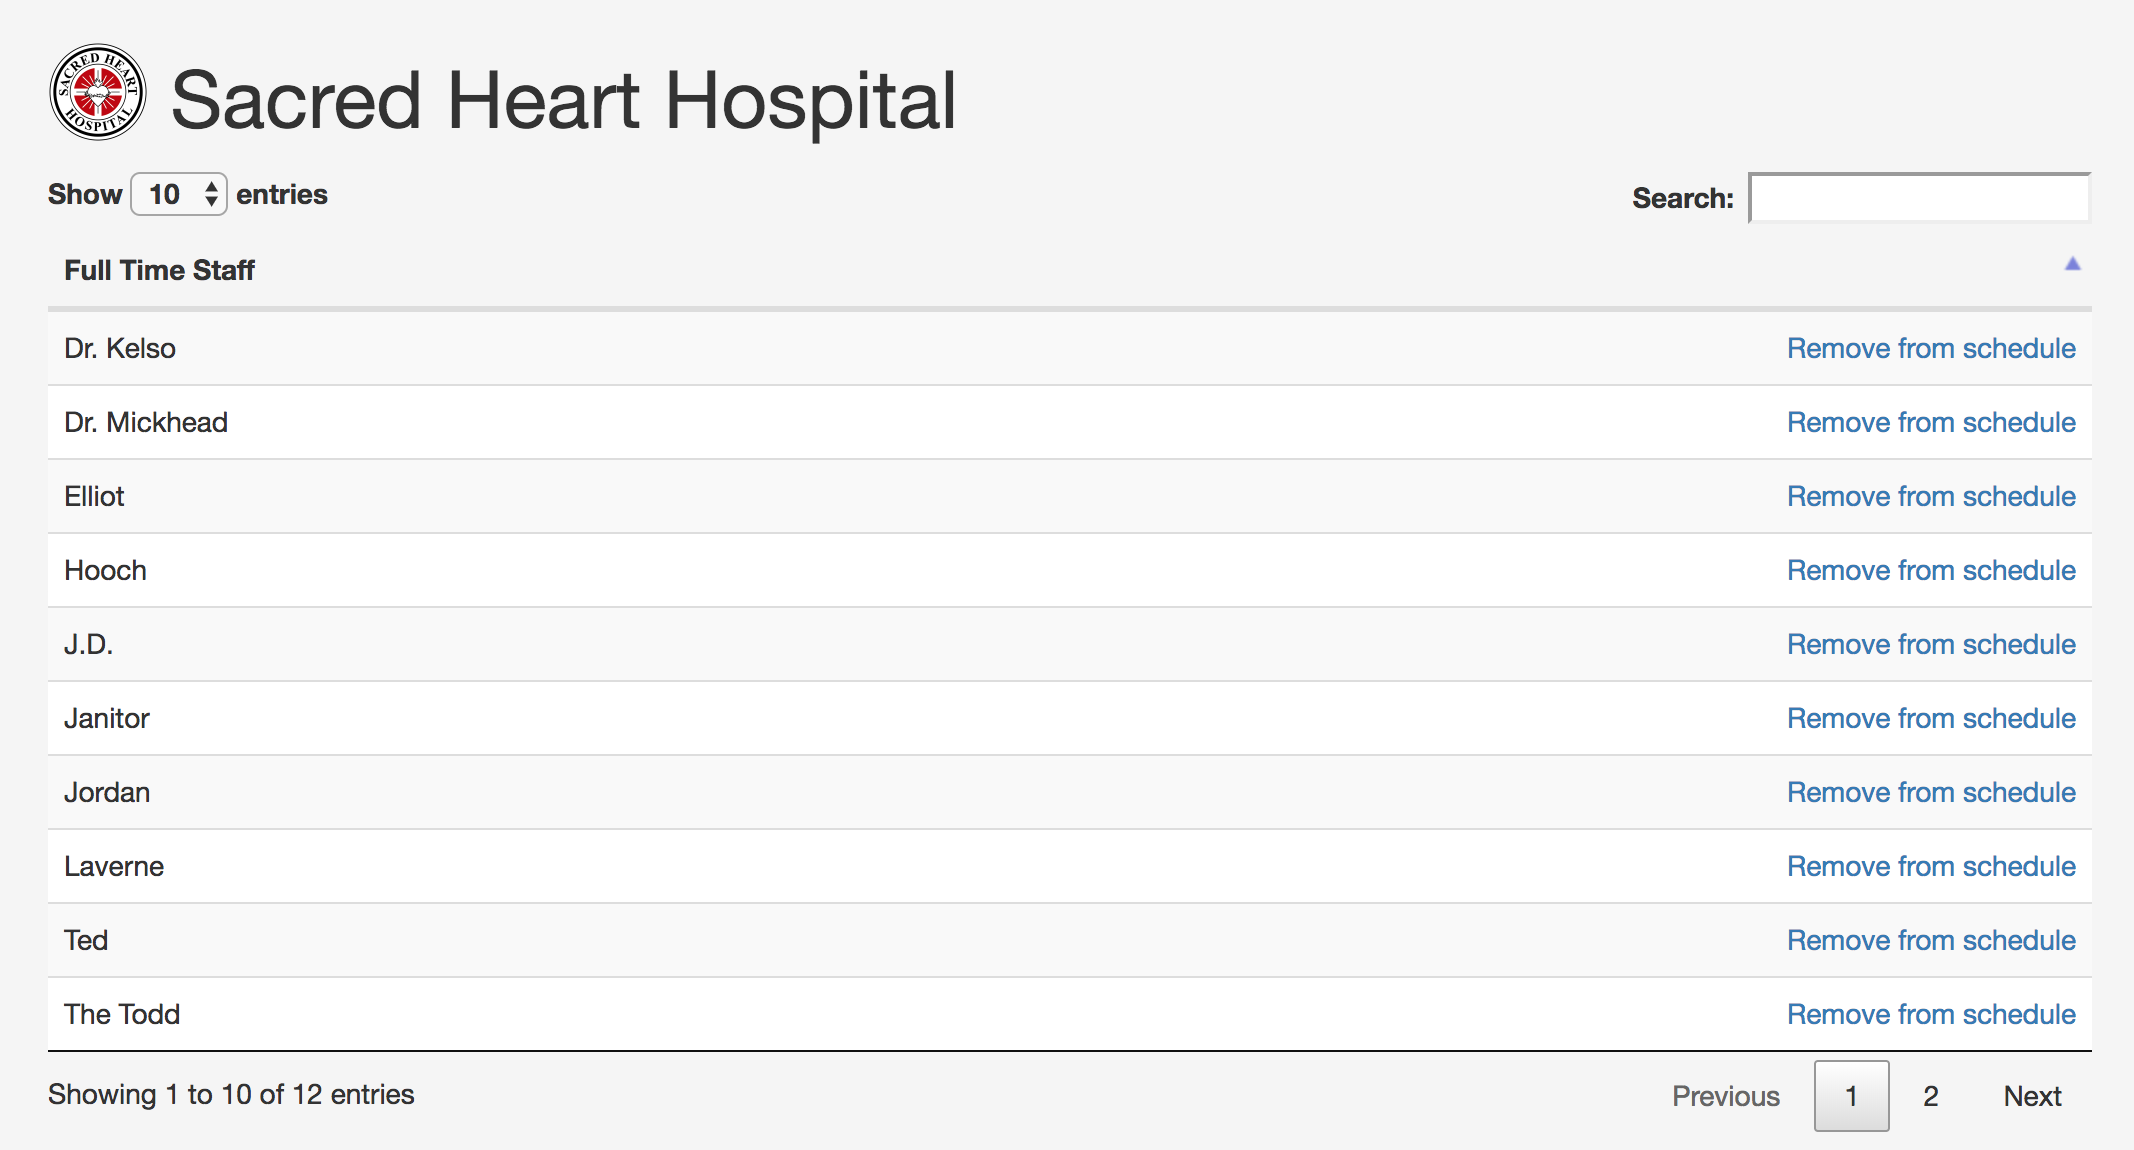 SACRED HEART HOSPITAL
Sacred Heart Hospital
Show 10 entries Search:
Full Time Staff
Dr. Kelso Remove from schedule
Dr. Mickhead Remove from schedule
Elliot Remove from schedule
Hooch Remove from schedule
J.D. Remove from schedule
Janitor Remove from schedule
Jordan Remove from schedule
Laverne Remove from schedule
Ted Remove from schedule
The Todd Remove from schedule
Showing 1 to 10 of 12 entries Previous 1 2 Next